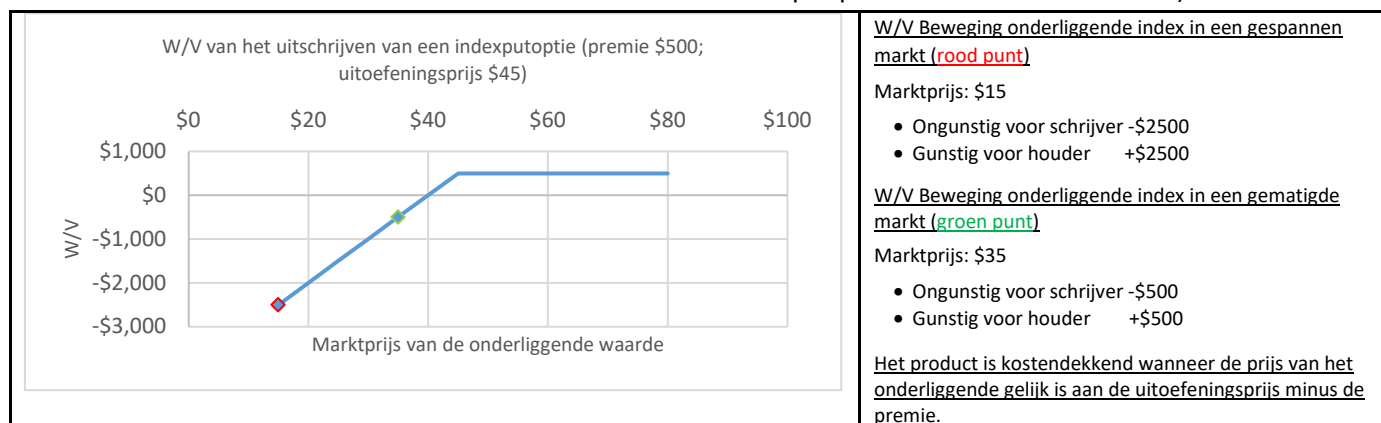 W/V van het uitschrijven van een indexputoptie (premie $500;
uitoefeningsprijs $45)
$0 $20 $40 $60 $80 $100
$1,000
$0
-$1,000
-$2,000
-$3,000
W/V
Marktprijs van de onderliggende waarde
W/V Beweging onderliggende index in een gespannen
markt (rood punt)
Marktprijs: $15
• Ongunstig voor schrijver -$2500
• Gunstig voor houder +$2500
W/V Beweging onderliggende index in een gematigde
markt (groen punt)
Marktprijs: $35
• Ongunstig voor schrijver -$500
• Gunstig voor houder +$500
Het product is kostendekkend wanneer de prijs van het
onderliggende gelijk is aan de uitoefeningsprijs minus de
premie.